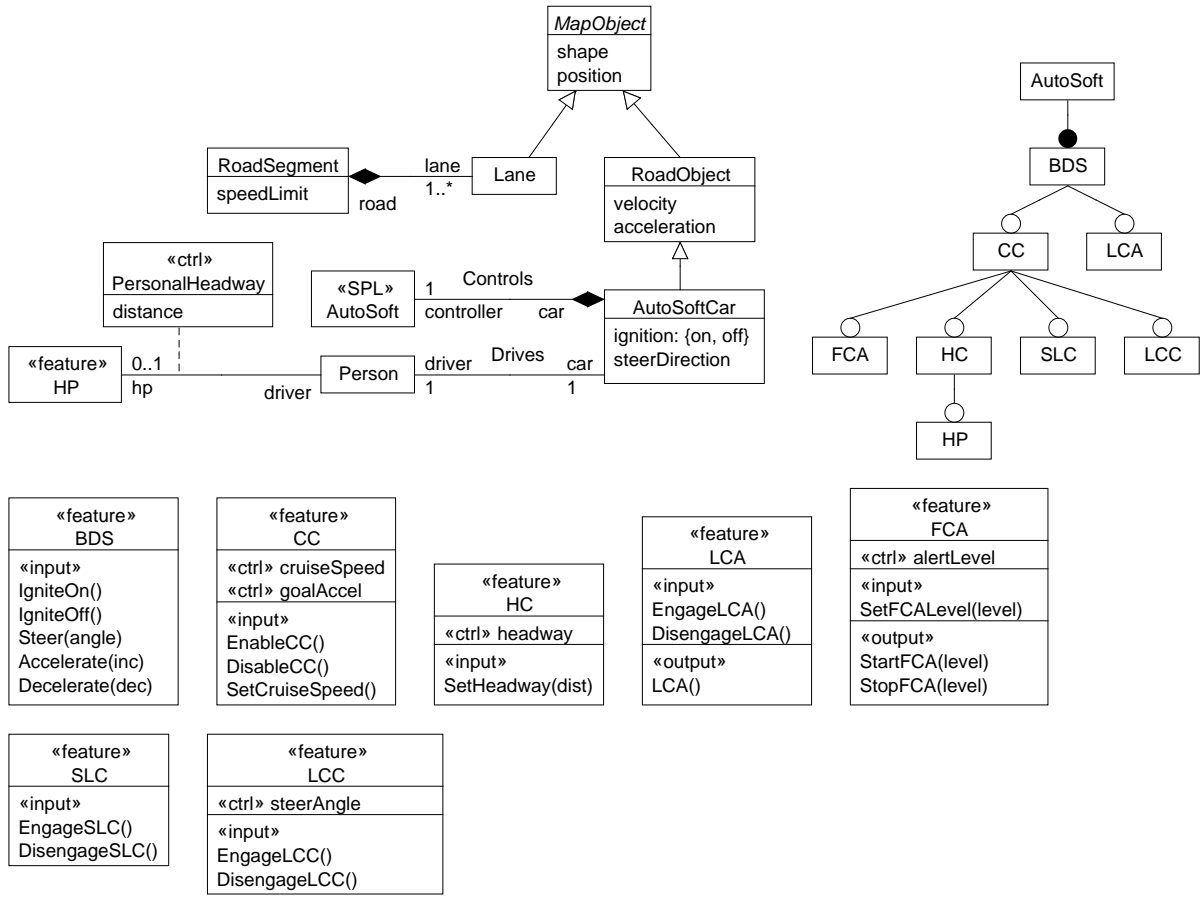 MapObject
shape
position
AutoSoft
RoadSegment
speedLimit
lane
1..*
road
Lane
RoadObject
velocity
acceleration
BDS
CC
LCA
«ctrl»
PersonalHeadway
distance
«SPL»
AutoSoft
1
Controls
controller
car
AutoSoftCar
ignition: {on, off}
steerDirection
FCA
HC
SLC
LCC
«feature»
HP
0..1
hp
driver
Person
driver
Drives
car
1
1
HP
«feature»
BDS
«input»
IgniteOn()
IgniteOff()
Steer(angle)
Accelerate(inc)
Decelerate(dec)
«feature»
CC
«ctrl» cruiseSpeed
«ctrl» goalAccel
«input»
EnableCC()
DisableCC()
SetCruiseSpeed()
«feature»
HC
«ctrl» headway
«input»
SetHeadway(dist)
«feature»
LCA
«input»
EngageLCA()
DisengageLCA()
«output»
LCA()
«feature»
FCA
«ctrl» alertLevel
«input»
SetFCALevel(level)
«output»
StartFCA(level)
StopFCA(level)
«feature»
SLC
«input»
EngageSLC()
DisengageSLC()
«feature»
LCC
«ctrl» steerAngle
«input»
EngageLCC()
DisengageLCC()